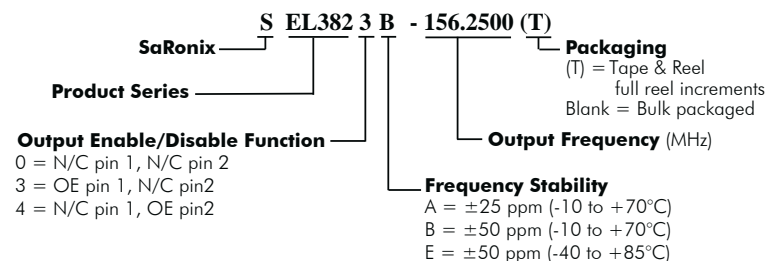 S EL382 3 B - 156.2500 (T)
SaRonix
Packaging
(T) = Tape & Reel
full reel increments
Blank = Bulk packaged
Product Series
Output Enable/Disable Function
0 = N/C pin 1, N/C pin 2
3 = OE pin 1, N/C pin2
4 = N/C pin 1, OE pin2
Output Frequency (MHz)
Frequency Stability
A = ±25 ppm (-10 to +70°C)
B = ±50 ppm (-10 to +70°C)
E = ±50 ppm (-40 to +85°C)